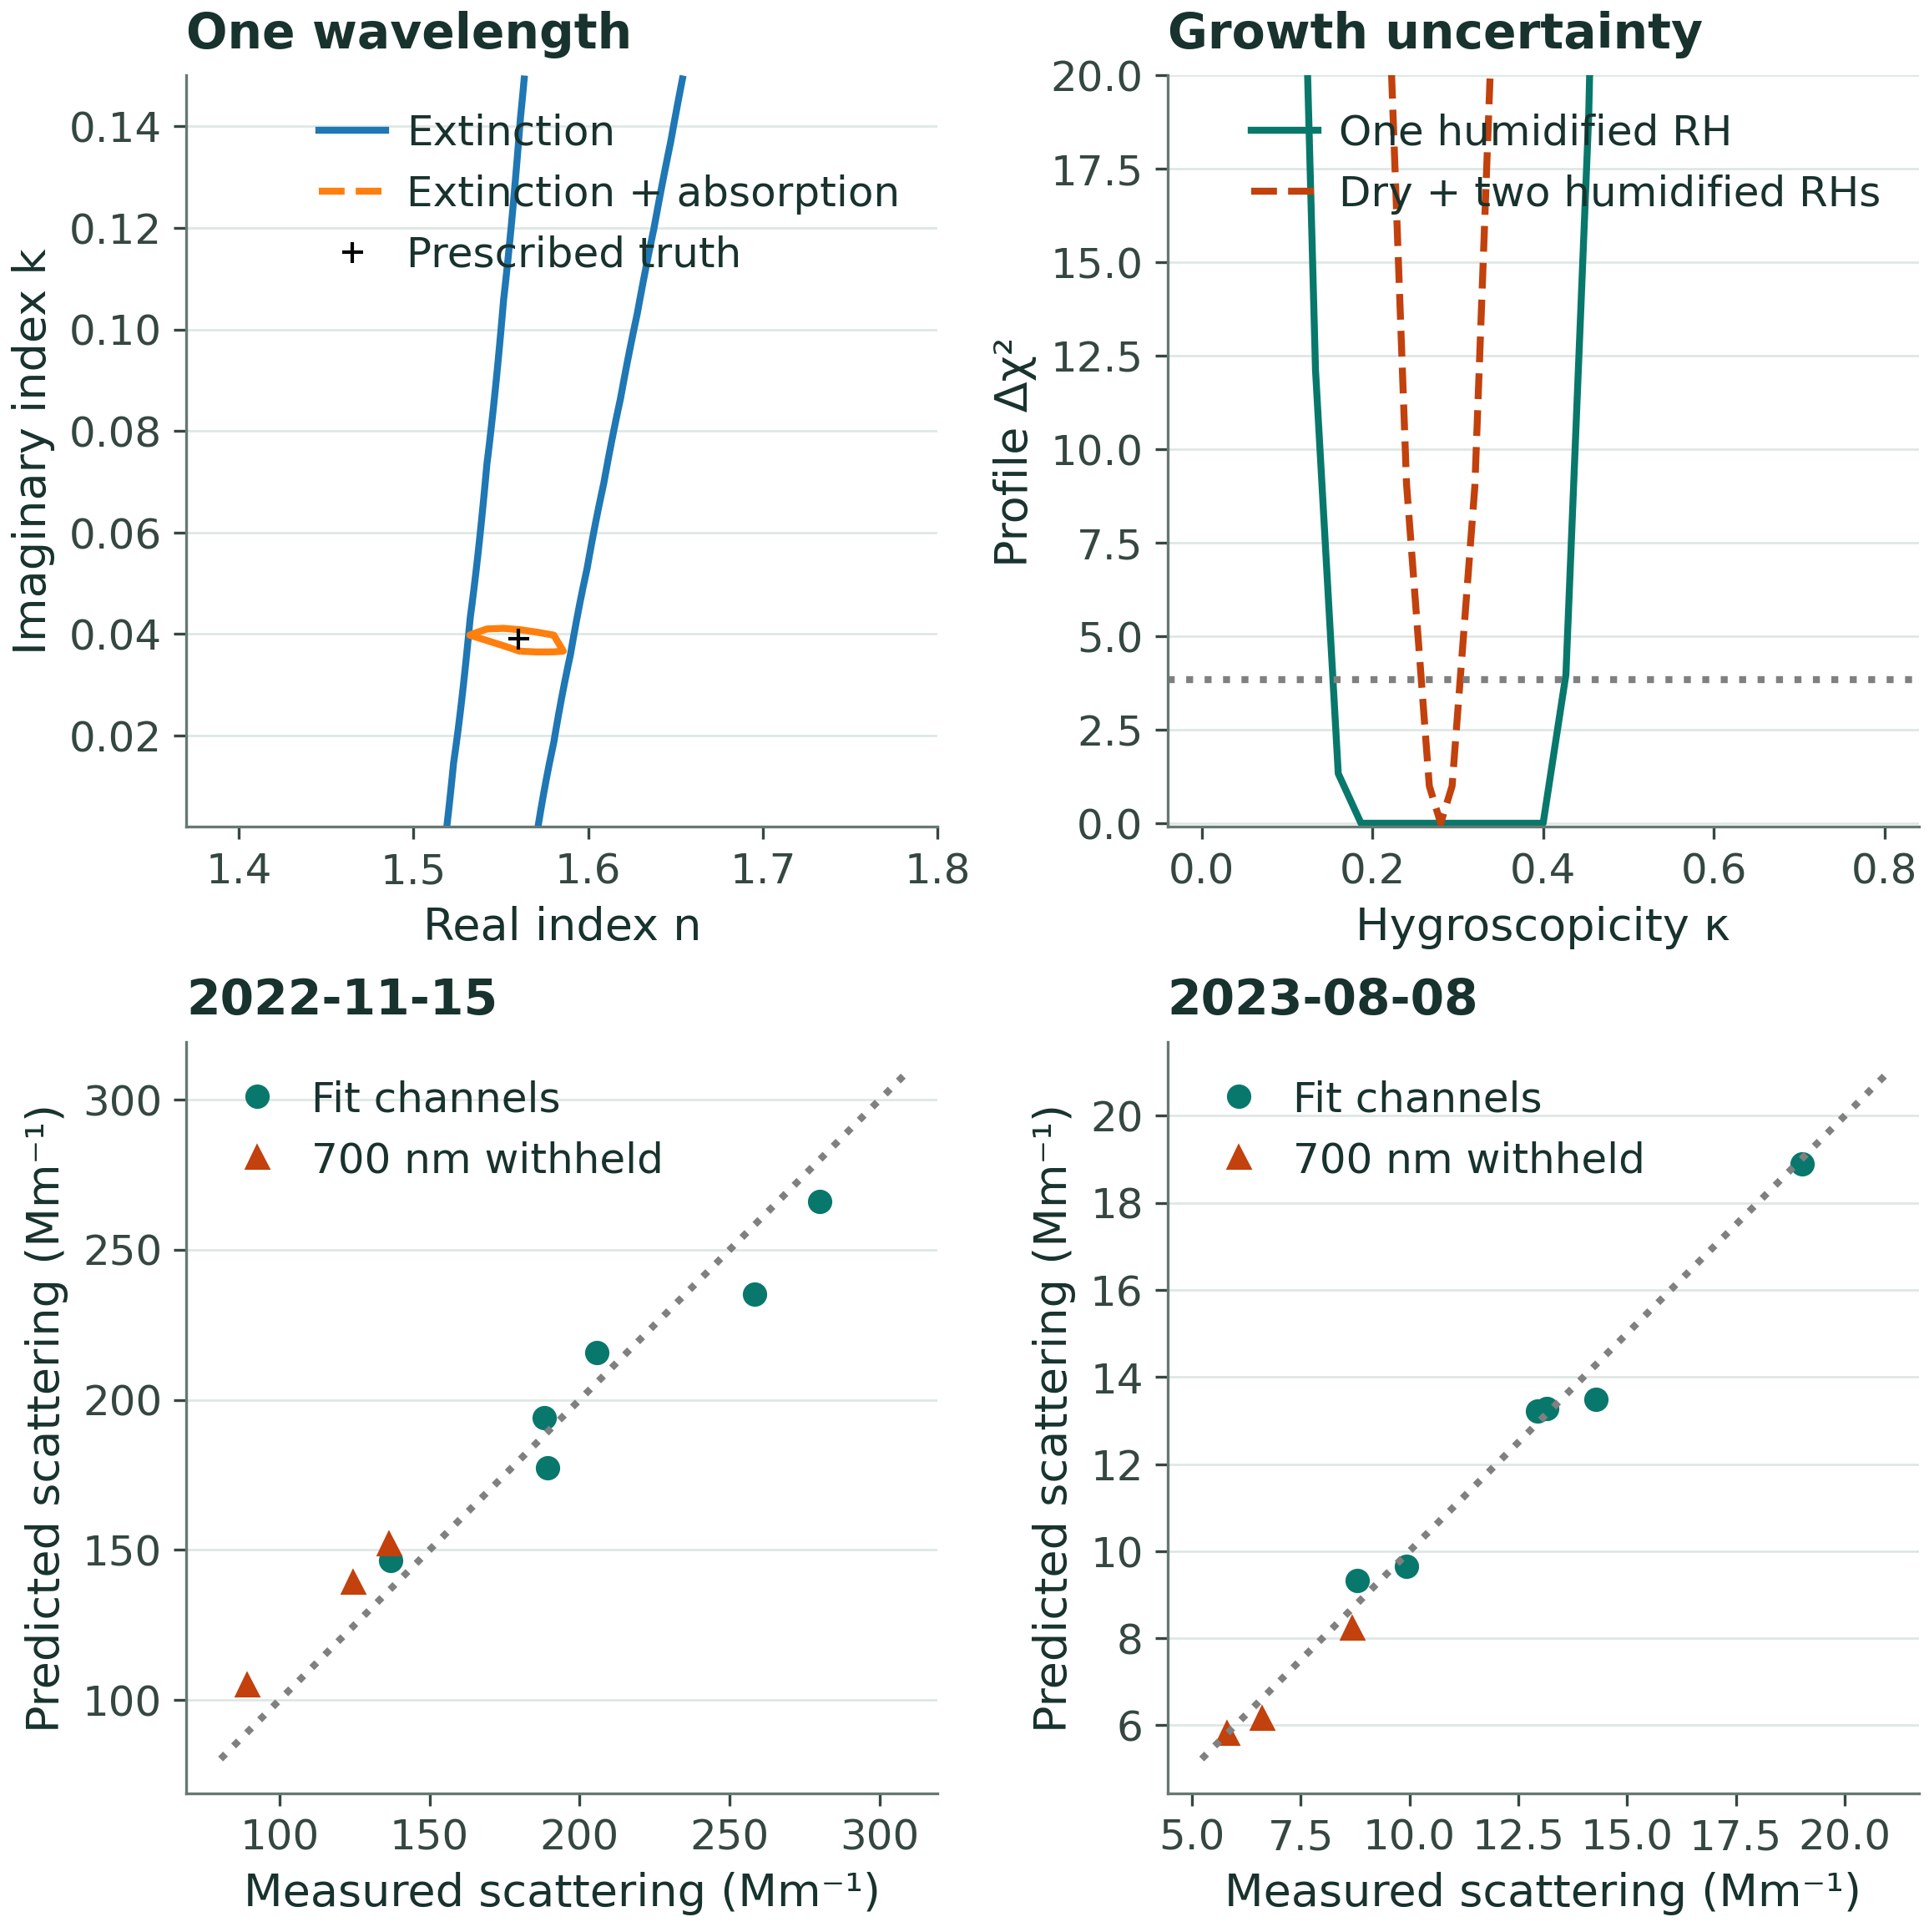 One wavelength
Imaginary index k
0.14
0.12
0.10
0.08
0.06
0.04
0.02
Extinction
Extinction + absorption
Prescribed truth
1.4 1.5 1.6 1.7 1.8
Real index n
Growth uncertainty
Profile Δχ²
20.0
17.5
15.0
12.5
10.0
7.5
5.0
2.5
0.0
One humidified RH
Dry + two humidified RHs
0.0 0.2 0.4 0.6 0.8
Hygroscopicity κ
2022-11-15
Predicted scattering (Mm⁻¹)
300
250
200
150
100
Fit channels
700 nm withheld
100 150 200 250 300
Measured scattering (Mm⁻¹)
2023-08-08
Predicted scattering (Mm⁻¹)
20
18
16
14
12
10
8
6
Fit channels
700 nm withheld
5.0 7.5 10.0 12.5 15.0 17.5 20.0
Measured scattering (Mm⁻¹)